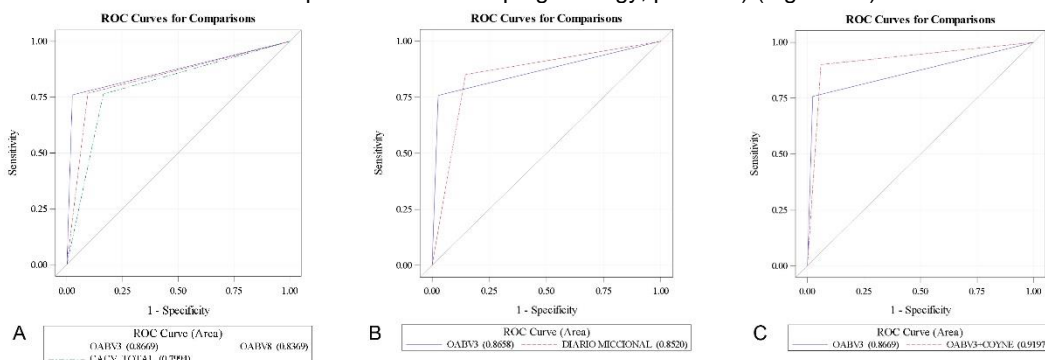 ROC Curves for Comparisons
1.00
0.75
0.50
0.25
0.00
Sensitivity
0.00 0.25 0.50 0.75 1.00
1 - Specificity
A
ROC Curve (Area)
OABV3 (0.8669) OABV8 (0.8369)
ROC Curves for Comparisons
1.00
0.75
0.50
0.25
0.00
Sensitivity
0.00 0.25 0.50 0.75 1.00
1 - Specificity
B
ROC Curve (Area)
OABV3 (0.8658) DIARIO MICCIONAL (0.8520)
ROC Curves for Comparisons
1.00
0.75
0.50
0.25
0.00
Sensitivity
0.00 0.25 0.50 0.75 1.00
1 - Specificity
C
ROC Curve (Area)
OABV3 (0.8669) OABV3-COYNE (0.9197